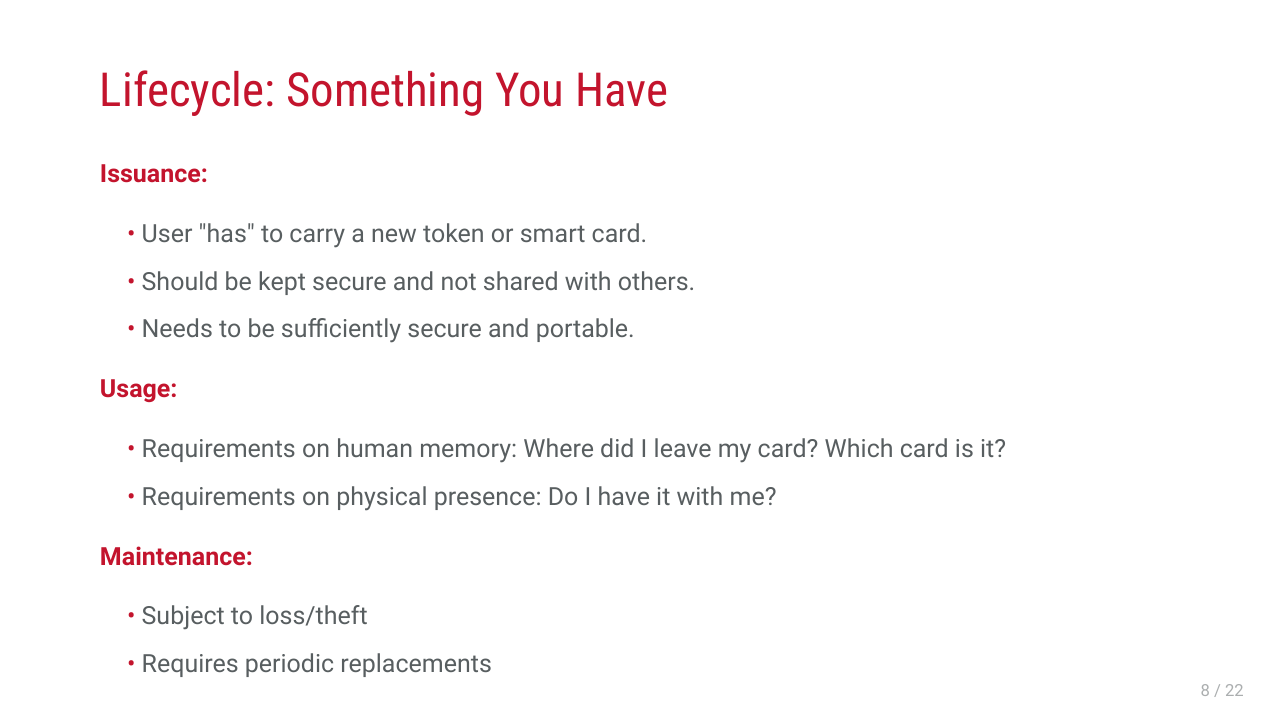 Lifecycle: Something You Have
Issuance:
• User "has" to carry a new token or smart card.
• Should be kept secure and not shared with others.
• Needs to be sufficiently secure and portable.
Usage:
• Requirements on human memory: Where did I leave my card? Which card is it?
• Requirements on physical presence: Do I have it with me?
Maintenance:
• Subject to loss/theft
• Requires periodic replacements
8 / 22